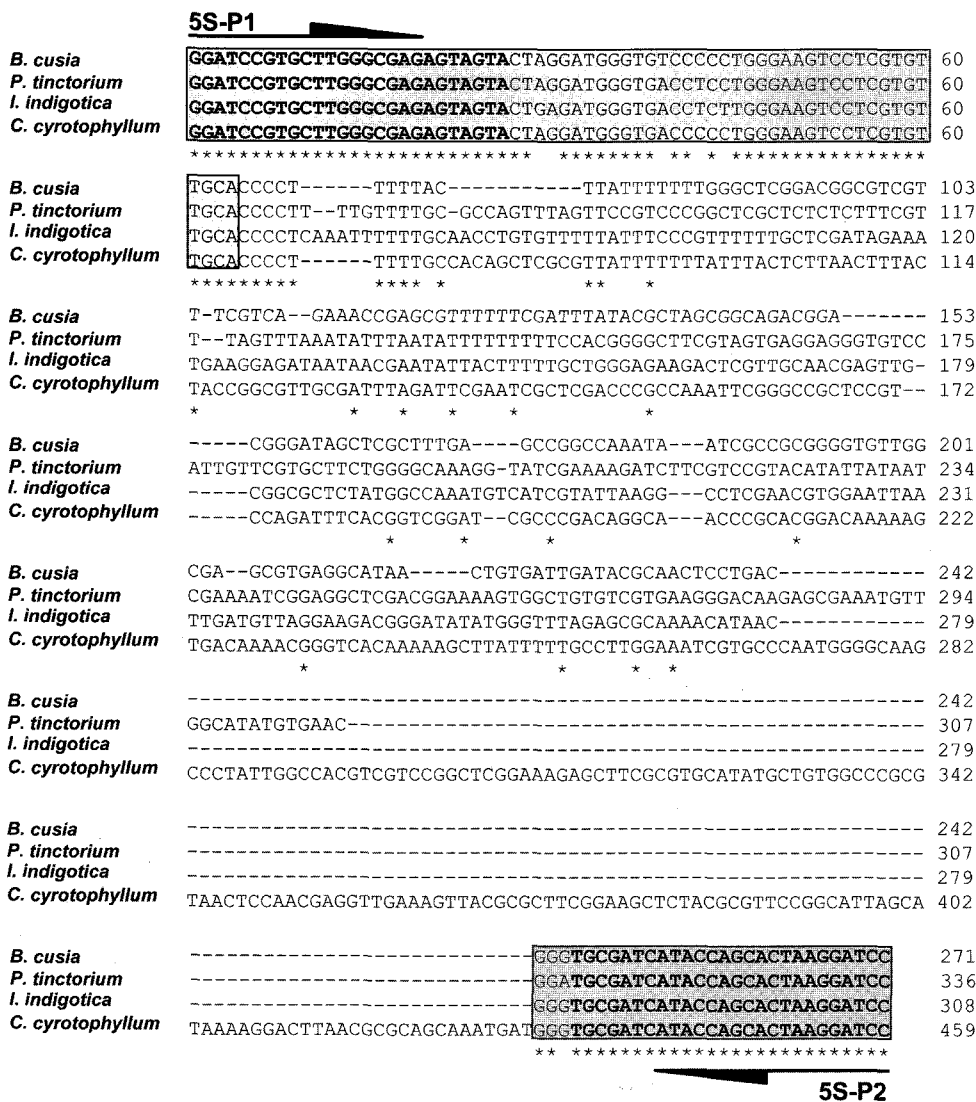 5S-P1
B. cusia GGATCCGTGCTTGGGCGAGAGTAGTACTAGGATGGGTGTCCCCCTGGGAAGTCCTCGTGT 60
P. tinctorium GGATCCGTGCTTGGGCGAGAGTAGTACTAGGATGGGTGACCTCCTGGGAAGTCCTCGTGT 60
I. indigotica GGATCCGTGCTTGGGCGAGAGTAGTACTGAGATGGGTGACCTCTTGGGAAGTCCTCGTGT 60
C. cyrotophyllum GGATCCGTGCTTGGGCGAGAGTAGTACTAGGATGGGTGACCCCCTGGGAAGTCCTCGTGT 60
**************************** ******** ** * ****************
B. cusia TGCACCCCT------TTTTAC-----------TTATTTTTTTGGGCTCGGACGGCGTCGT 103
P. tinctorium TGCACCCCTT--TTGTTTTGC-GCCAGTTTAGTTCCGTCCCGGCTCGCTCTCTCTTTCGT 117
I. indigotica TGCACCCCTCAAATTTTTTGCAACCTGTGTTTTTATTTCCCGTTTTTTGCTCGATAGAAA 120
C. cyrotophyllum TGCACCCCT------TTTTGCCACAGCTCGCGTTATTTTTTTATTTACTCTTAACTTTAC 114
********* **** * ** *
B. cusia T-TCGTCA--GAAACCGAGCGTTTTTTCGATTTATACGCTAGCGGCAGACGGA------- 153
P. tinctorium T--TAGTTTAAATATTTAATATTTTTTTTTCCACGGGGCTTCGTAGTGAGGAGGGTGTCC 175
I. indigotica TGAAGGAGATAATAACGAATATTACTTTTTGCTGGGAGAAGACTCGTTGCAACGAGTTG- 179
C. cyrotophyllum TACCGGCGTTGCGATTTAGATTCGAATCGCTCGACCCGCCAAATTCGGGCCGCTCCGT-- 172
* * * * * *
B. cusia -----CGGGATAGCTCGCTTTGA----GCCGGCCAAATA---ATCGCCGCGGGGTGTTGG 201
P. tinctorium ATTGTTCGTGCTTCTGGGGCAAAGG-TATCGAAAAGATCTTCGTCCGTACATATTATAAT 234
I. indigotica -----CGGCGCTCTATGGCCAAATGTCATCGTATTAAGG---CCTCGAACGTGGAATTAA 231
C. cyrotophyllum -----CCAGATTTCACGGTCGGAT--CGCCCGACAGGCA---ACCCGCACGGACAAAAAG 222
* * * *
B. cusia CGA--GCGTGAGGCATAA-----CTGTGATTGATACGCAACTCCTGAC------------ 242
P. tinctorium CGAAAATCGGAGGCTCGACGGAAAAGTGGCTGTGTCGTGAAGGGACAAGAGCGAAATGTT 294
I. indigotica TTGATGTTAGGAAGACGGGATATATGGGTTTAGAGCGCAAAACATAAC------------ 279
C. cyrotophyllum TGACAAAACGGGTCACAAAAAGCTTATTTTTGCCTTGGAAATCGTGCCCAATGGGGCAAG 282
* * * *
B. cusia ------------------------------------------------------------ 242
P. tinctorium GGCATATGTGAAC----------------------------------------------- 307
I. indigotica ------------------------------------------------------------ 279
C. cyrotophyllum CCCTATTGGCCACGTCGTCCGGCTCGGAAAGAGCTTCGCGTGCATATGCTGTGGCCCGCG 342
B. cusia ------------------------------------------------------------ 242
P. tinctorium ------------------------------------------------------------ 307
I. indigotica ------------------------------------------------------------ 279
C. cyrotophyllum TAACTCCAACGAGGTTGAAAGTTACGCGCTTCGGAAGCTCTACGCGTTCCGGCATTAGCA 402
B. cusia ----------------------------GGGTGCGATCATACCAGCACTAAGGATCC 271
P. tinctorium ----------------------------GGATGCGATCATACCAGCACTAAGGATCC 336
I. indigotica ----------------------------GGGTGCGATCATACCAGCACTAAGGATCC 308
C. cyrotophyllum TAAAAGGACTTAACGCGCAGCAAATGATGGGTGCGATCATACCAGCACTAAGGATCC 459
** **************************
5S-P2